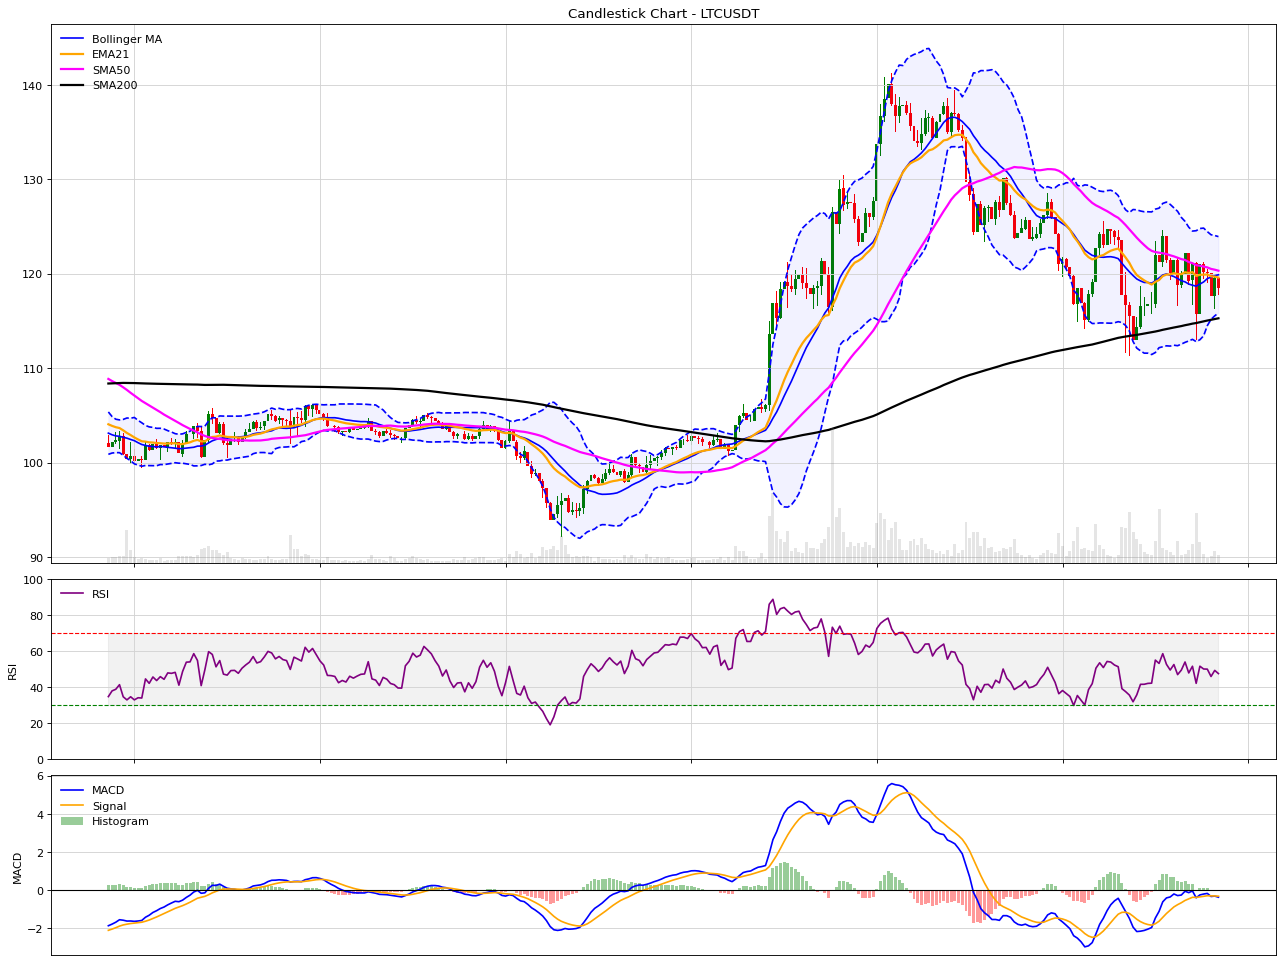 Candlestick Chart - LTCUSDT
Bollinger MA
EMA21
SMA50
SMA200
140
130
120
110
100
90
RSI
100
80
60
40
20
0
RSI
MACD
Signal
Histogram
6
4
2
0
−2
MACD